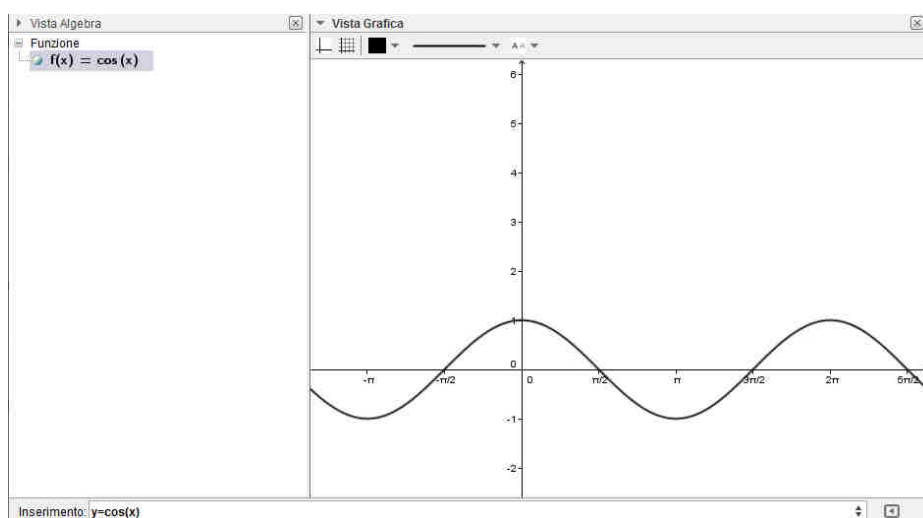 Vista Algebra
Funzione
f(x) = cos(x)
Vista Grafica
A A
6
5
4
3
2
1
0
-1
-2
-π
-π/2
0
π/2
π
3π/2
2π
5π/2
Inserimento: y=cos(x)